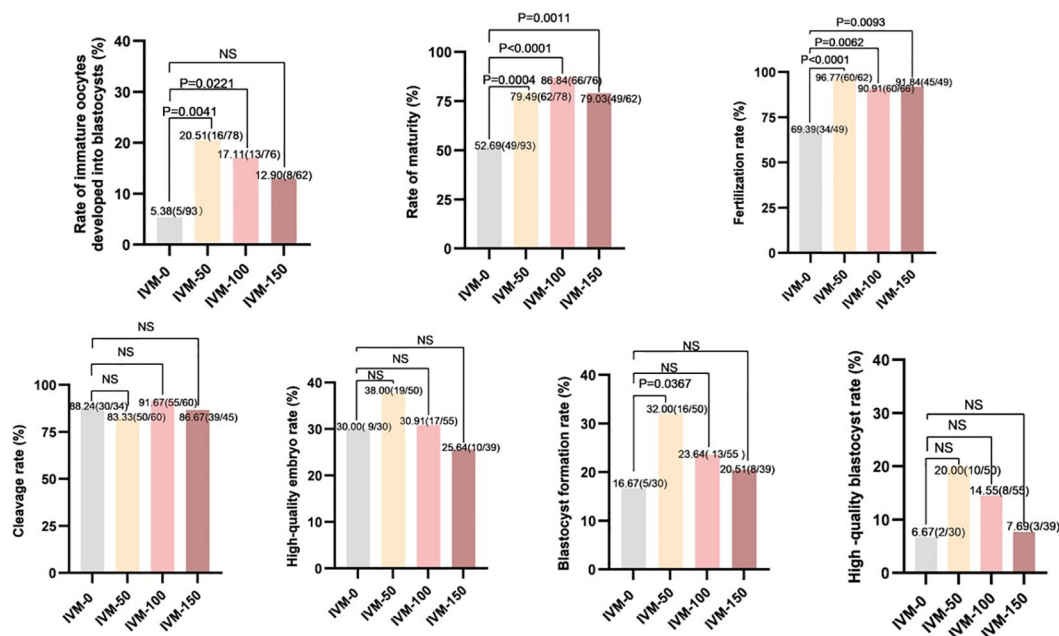 Rate of immature oocytes
developed into blastocysts (%)
40
30
20
10
0
NS
P=0.0221
P=0.0041
20.51(16/78)
17.11(13/76)
12.90(8/62)
5.38(5/93)
IVM-0
IVM-50
IVM-100
IVM-150
Rate of maturity (%)
100
75
50
25
0
P=0.0011
P<0.0001
P=0.0004
86.84(66/76)
79.49(62/78)
79.03(49/62)
52.69(49/93)
IVM-0
IVM-50
IVM-100
IVM-150
Fertilization rate (%)
100
75
50
25
0
P=0.0093
P=0.0062
P<0.0001
96.77(60/62)
90.91(60/66)
91.84(45/49)
69.39(34/49)
IVM-0
IVM-50
IVM-100
IVM-150
Cleavage rate (%)
100
75
50
25
0
NS
NS
NS
88.24(30/34)
83.33(50/60)
91.67(55/60)
86.67(39/45)
IVM-0
IVM-50
IVM-100
IVM-150
High-quality embryo rate (%)
40
30
20
10
0
NS
NS
NS
38.00(19/50)
30.00( 9/30)
30.91(17/55)
25.64(10/39)
IVM-0
IVM-50
IVM-100
IVM-150
Blastocyst formation rate (%)
40
30
20
10
0
NS
NS
P=0.0367
32.00(16/50)
23.64( 13/55 )
20.51(8/39)
16.67(5/30)
IVM-0
IVM-50
IVM-100
IVM-150
High -quality blastocyst rate (%)
40
30
20
10
0
NS
NS
NS
20.00(10/50)
14.55(8/55)
6.67(2/30)
7.69(3/39)
IVM-0
IVM-50
IVM-100
IVM-150